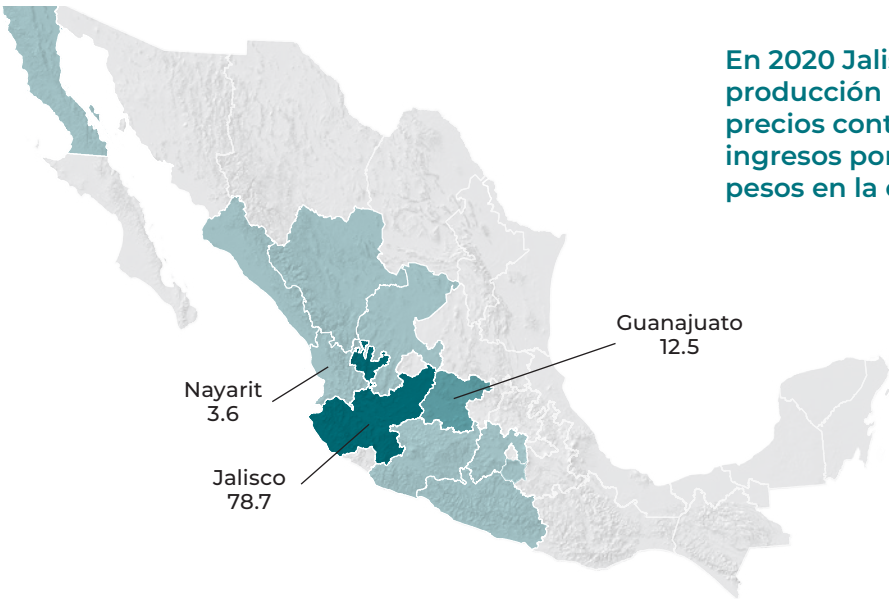 En 2020 Jalis
producción
precios cont
ingresos por
pesos en la
Guanajuato
12.5
Nayarit
3.6
Jalisco
78.7